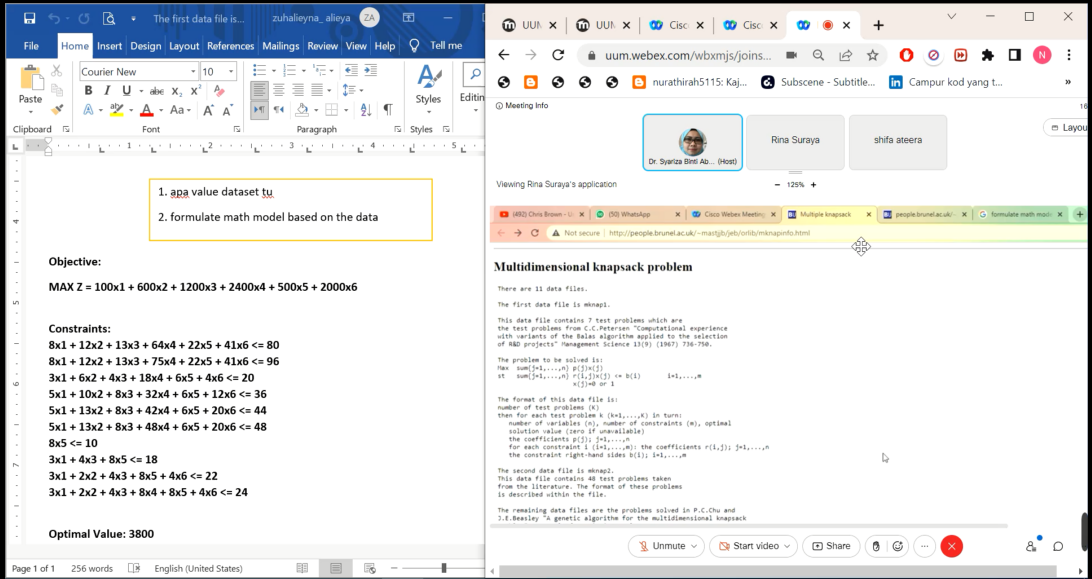 The first data file is...
zuhalieyna_ alieya
ZA
File
Home
Insert
Design
Layout
References
Mailings
Review
View
Help
Tell me
Courier New
10
Paste
Styles
Editing
Clipboard
Font
Paragraph
Styles
1. apa value dataset tu
2. formulate math model based on the data
Objective:
MAX Z = 100x1 + 600x2 + 1200x3 + 2400x4 + 500x5 + 2000x6
Constraints:
8x1 + 12x2 + 13x3 + 64x4 + 22x5 + 41x6 <= 80
8x1 + 12x2 + 13x3 + 75x4 + 22x5 + 41x6 <= 96
3x1 + 6x2 + 4x3 + 18x4 + 6x5 + 4x6 <= 20
5x1 + 10x2 + 8x3 + 32x4 + 6x5 + 12x6 <= 36
5x1 + 13x2 + 8x3 + 42x4 + 6x5 + 20x6 <= 44
5x1 + 13x2 + 8x3 + 48x4 + 6x5 + 20x6 <= 48
8x5 <= 10
3x1 + 4x3 + 8x5 <= 18
3x1 + 2x2 + 4x3 + 8x5 + 4x6 <= 22
3x1 + 2x2 + 4x3 + 8x4 + 8x5 + 4x6 <= 24
Optimal Value: 3800
Page 1 of 1
256 words
English (United States)
UUM
UUM
Cisco
Cisco
uum.webex.com/wbxmjs/joins...
N
nurathirah5115: Kaj...
Subscene - Subtitle...
Campur kod yang t...
»
Meeting Info
16
Layou
Dr. Syariza Binti Ab... (Host)
Rina Suraya
shifa ateera
Viewing Rina Suraya's application
− 125% +
(492) Chris Brown - U
(50) WhatsApp
Cisco Webex Meeting
Multiple knapsack
people.brunel.ac.uk/~mastjjb/
formulate math mod
Not secure
http://people.brunel.ac.uk/~mastjjb/jeb/orlib/mknapinfo.html
Multidimensional knapsack problem
There are 11 data files.
The first data file is mknap1.
This data file contains 7 test problems which are
the test problems from C.C.Petersen "Computational experience
with variants of the Balas algorithm applied to the selection
of R&D projects" Management Science 13(9) (1967) 736-750.
The problem to be solved is:
Max sum{j=1,...,n} p(j)x(j)
st sum{j=1,...,n} r(i,j)x(j) <= b(i) i=1,...,m
x(j)=0 or 1
The format of this data file is:
number of test problems (K)
then for each test problem k (k=1,...,K) in turn:
number of variables (n), number of constraints (m), optimal
solution value (zero if unavailable)
the coefficients p(j); j=1,...,n
for each constraint i (i=1,...,m): the coefficients r(i,j); j=1,...,n
the constraint right-hand sides b(i); i=1,...,m
The second data file is mknap2.
This data file contains 48 test problems taken
from the literature. The format of these problems
is described within the file.
The remaining data files are the problems solved in P.C.Chu and
J.E.Beasley "A genetic algorithm for the multidimensional knapsack
Unmute
Start video
Share